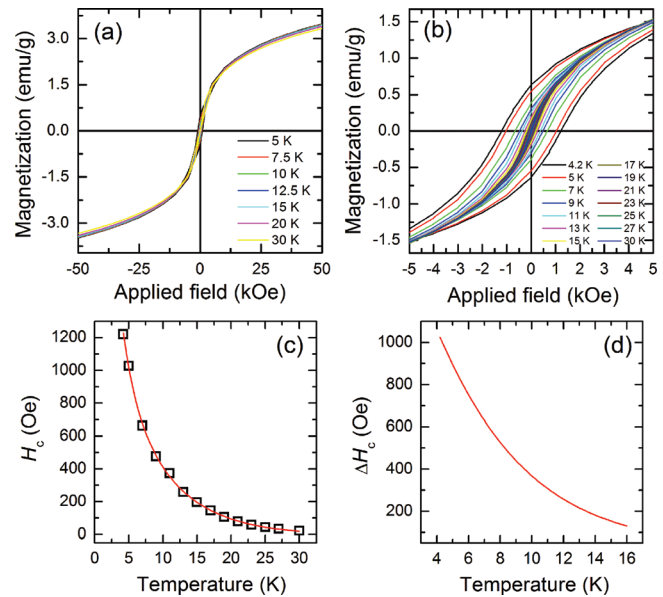 (a)
Magnetization (emu/g)
3.0
1.5
0.0
-1.5
-3.0
5 K
7.5 K
10 K
12.5 K
15 K
20 K
30 K
-50 -25 0 25 50
Applied field (kOe)
(b)
Magnetization (emu/g)
1.5
1.0
0.5
0.0
-0.5
-1.0
-1.5
4.2 K 17 K
5 K 19 K
7 K 21 K
9 K 23 K
11 K 25 K
13 K 27 K
15 K 30 K
-5 -4 -3 -2 -1 0 1 2 3 4 5
Applied field (kOe)
(c)
Hc (Oe)
1200
1000
800
600
400
200
0
0 5 10 15 20 25 30
Temperature (K)
(d)
ΔHc (Oe)
1000
800
600
400
200
4 6 8 10 12 14 16
Temperature (K)